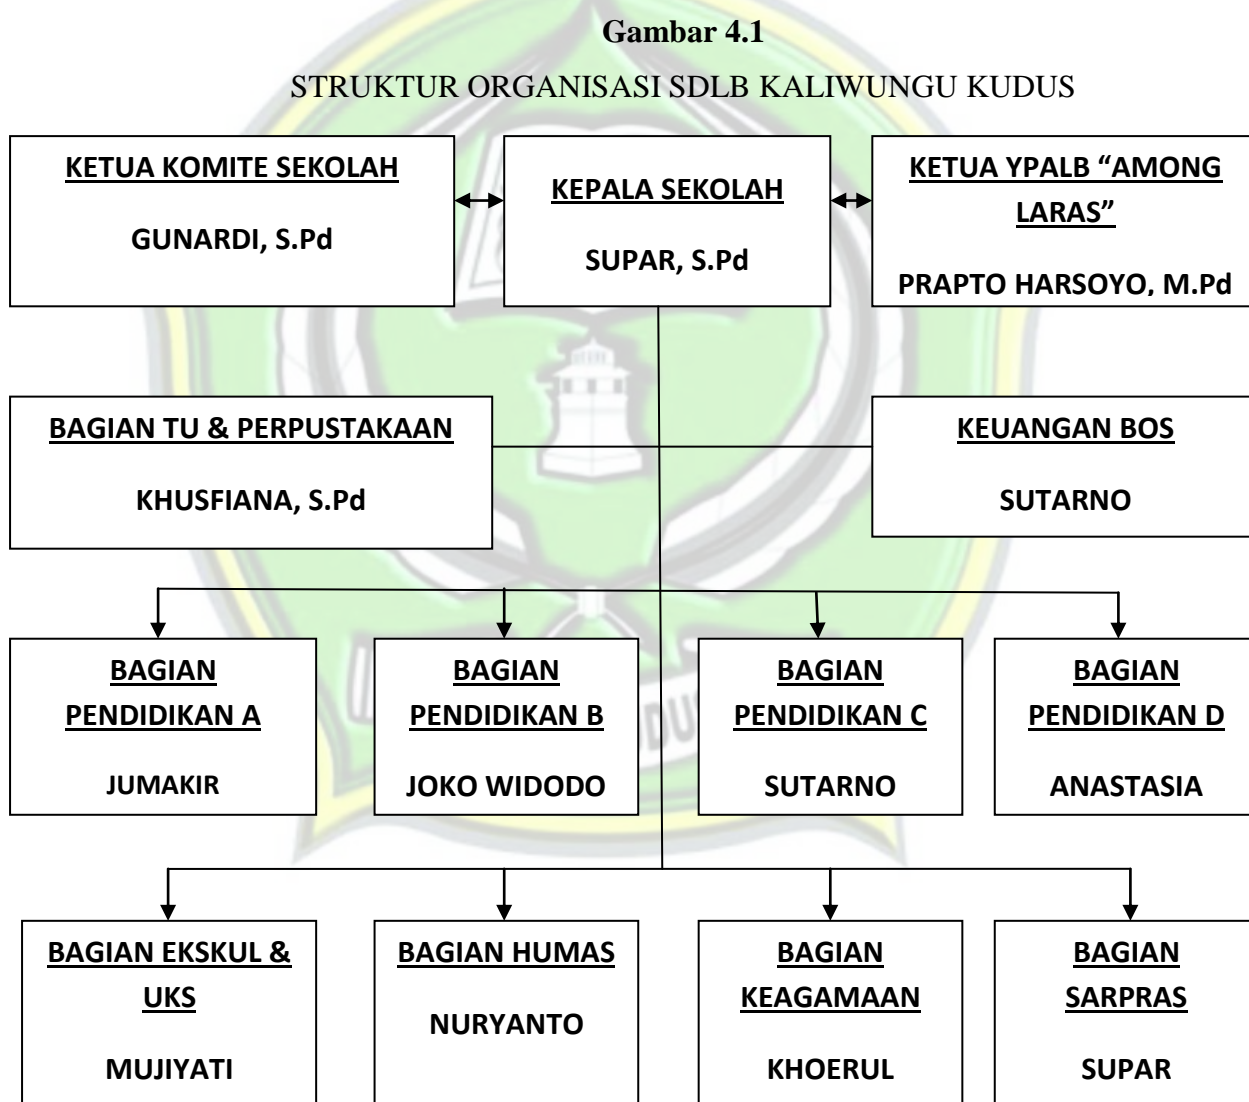 Gambar 4.1
STRUKTUR ORGANISASI SDLB KALIWUNGU KUDUS
KETUA KOMITE SEKOLAH
GUNARDI, S.Pd
KEPALA SEKOLAH
SUPAR, S.Pd
KETUA YPALB “AMONG
LARAS”
PRAPTO HARSOYO, M.Pd
BAGIAN TU & PERPUSTAKAAN
KHUSFIANA, S.Pd
KEUANGAN BOS
SUTARNO
BAGIAN
PENDIDIKAN A
JUMAKIR
BAGIAN
PENDIDIKAN B
JOKO WIDODO
BAGIAN
PENDIDIKAN C
SUTARNO
BAGIAN
PENDIDIKAN D
ANASTASIA
BAGIAN EKSKUL &
UKS
MUJIYATI
BAGIAN HUMAS
NURYANTO
BAGIAN
KEAGAMAAN
KHOERUL
BAGIAN
SARPRAS
SUPAR